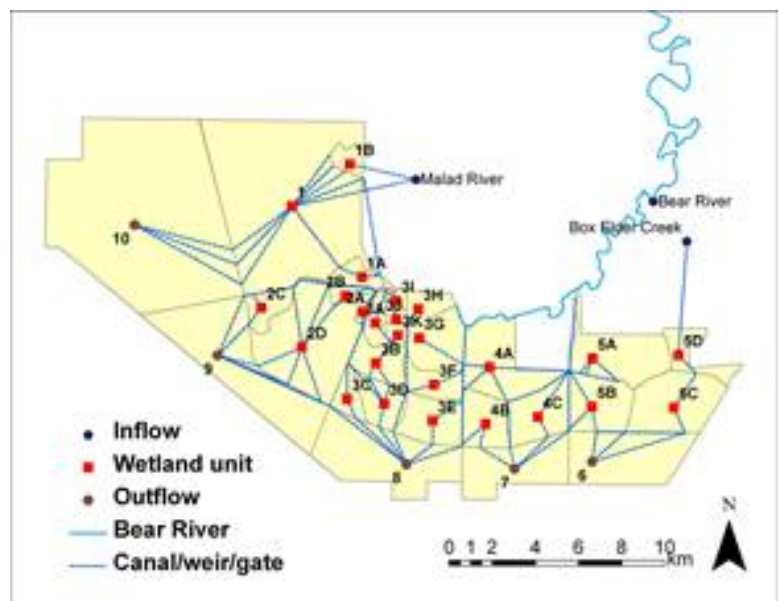 1B
Malad River
1
Bear River
10
Box Elder Creek
1A
2B
3I
2C
2A
3H
3G
2D
3B
4A
5A
5D
9
3F
3C
3D
5B
3E
4B
4C
8
7
6
Inflow
Wetland unit
Outflow
Bear River
Canal/weir/gate
N
0 1 2 4 6 8 10
km